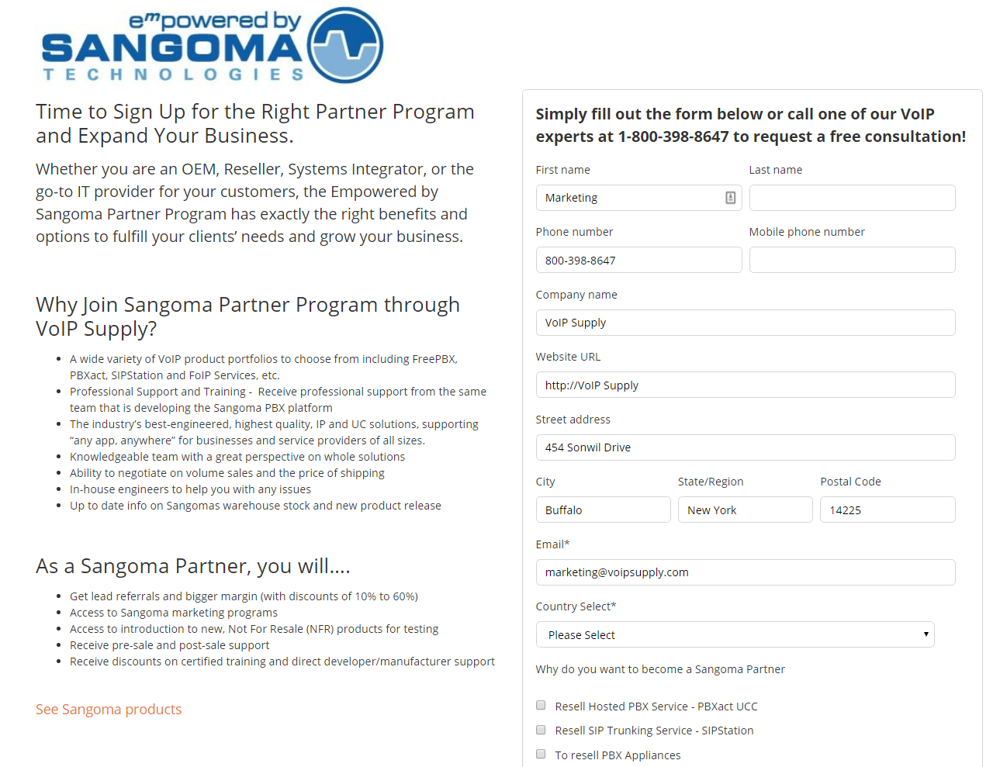 empowered by
SANGOMA
TECHNOLOGIES
Time to Sign Up for the Right Partner Program
and Expand Your Business.
Whether you are an OEM, Reseller, Systems Integrator, or the
go-to IT provider for your customers, the Empowered by
Sangoma Partner Program has exactly the right benefits and
options to fulfill your clients’ needs and grow your business.
Why Join Sangoma Partner Program through
VoIP Supply?
• A wide variety of VoIP product portfolios to choose from including FreePBX,
PBXact, SIPStation and FoIP Services, etc.
• Professional Support and Training - Receive professional support from the same
team that is developing the Sangoma PBX platform
• The industry’s best-engineered, highest quality, IP and UC solutions, supporting
“any app, anywhere” for businesses and service providers of all sizes.
• Knowledgeable team with a great perspective on whole solutions
• Ability to negotiate on volume sales and the price of shipping
• In-house engineers to help you with any issues
• Up to date info on Sangomas warehouse stock and new product release
As a Sangoma Partner, you will....
• Get lead referrals and bigger margin (with discounts of 10% to 60%)
• Access to Sangoma marketing programs
• Access to introduction to new, Not For Resale (NFR) products for testing
• Receive pre-sale and post-sale support
• Receive discounts on certified training and direct developer/manufacturer support
See Sangoma products
Simply fill out the form below or call one of our VoIP
experts at 1-800-398-8647 to request a free consultation!
First name Last name
Marketing
Phone number Mobile phone number
800-398-8647
Company name
VoIP Supply
Website URL
http://VoIP Supply
Street address
454 Sonwil Drive
City State/Region Postal Code
Buffalo New York 14225
Email*
marketing@voipsupply.com
Country Select*
Please Select
Why do you want to become a Sangoma Partner
Resell Hosted PBX Service - PBXact UCC
Resell SIP Trunking Service - SIPStation
To resell PBX Appliances